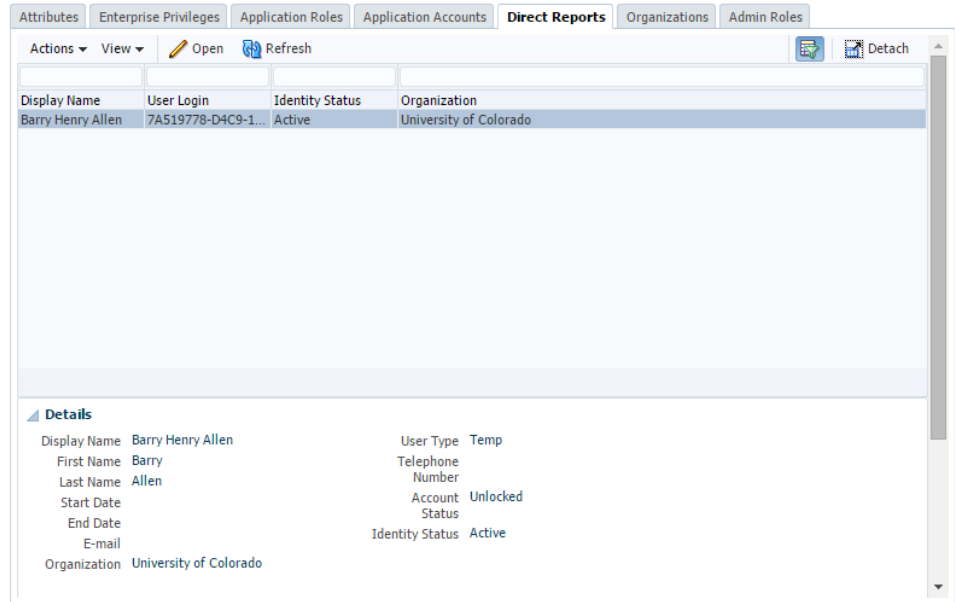 Attributes Enterprise Privileges Application Roles Application Accounts Direct Reports Organizations Admin Roles
Actions View Open Refresh Detach
Display Name User Login Identity Status Organization
Barry Henry Allen 7A519778-D4C9-1... Active University of Colorado
Details
Display Name Barry Henry Allen User Type Temp
First Name Barry Telephone
Number
Last Name Allen
Start Date Account Unlocked
Status
End Date
E-mail Identity Status Active
Organization University of Colorado